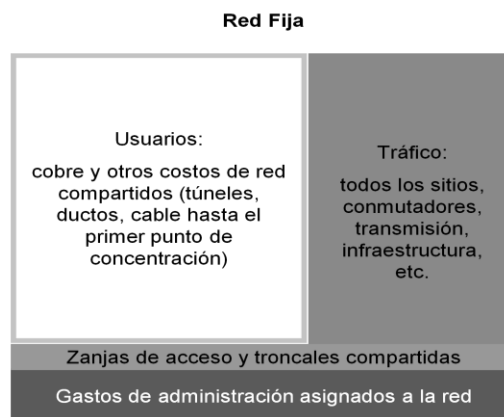 Red Fija
Usuarios:
cobre y otros costos de red
compartidos (túneles,
ductos, cable hasta el
primer punto de
concentración)
Tráfico:
todos los sitios,
conmutadores,
transmisión,
infraestructura,
etc.
Zanjas de acceso y troncales compartidas
Gastos de administración asignados a la red